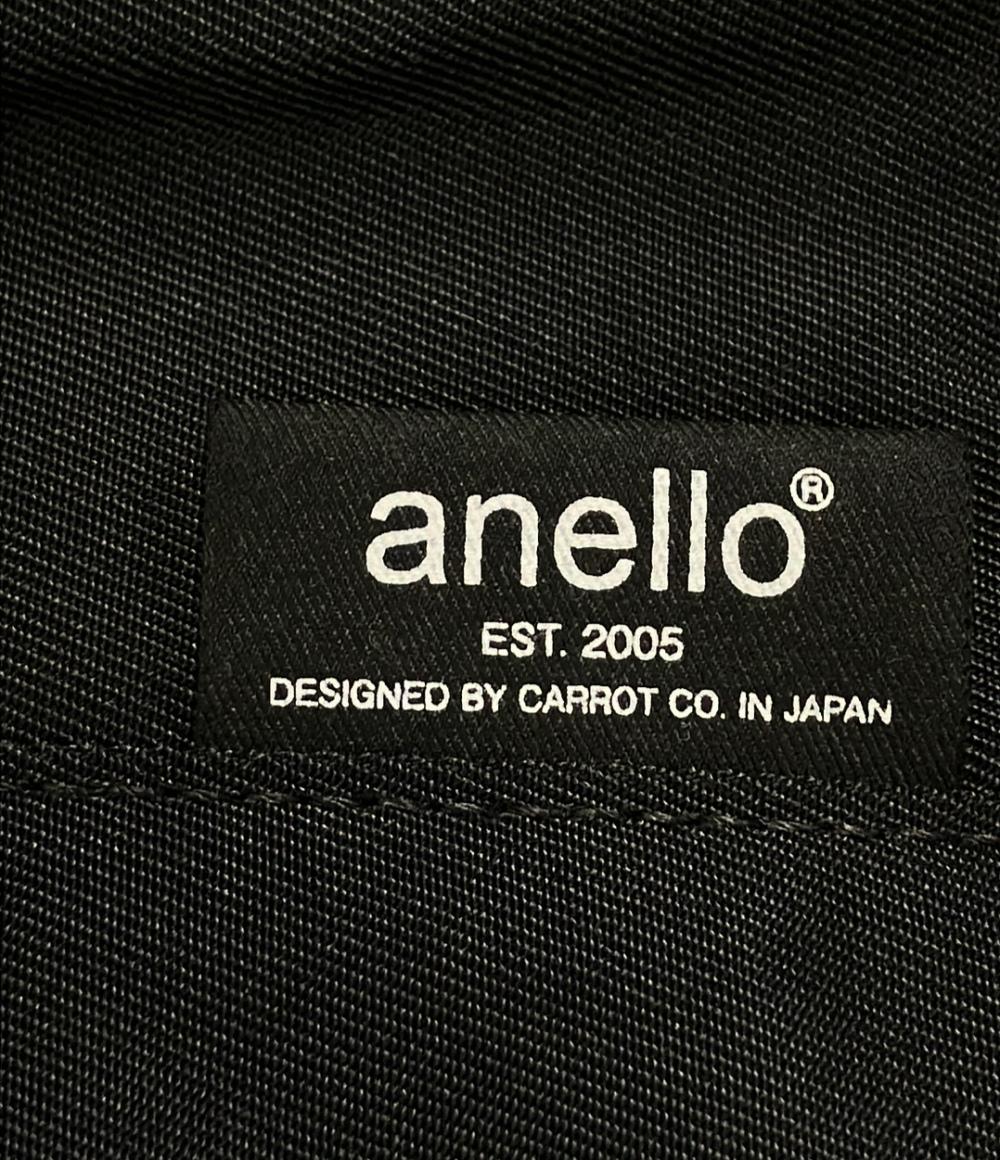 anello®
EST. 2005
DESIGNED BY CARROT CO. IN JAPAN